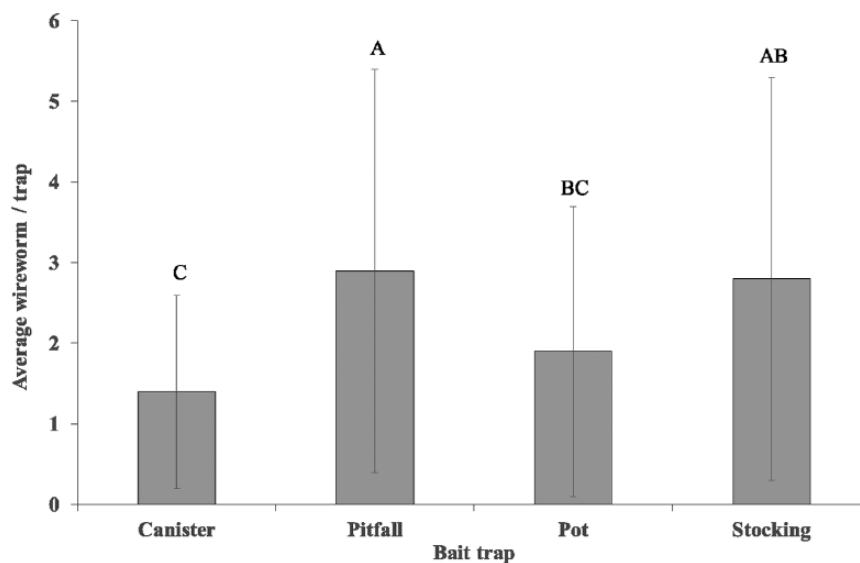 6
5
4
3
2
1
0
Average wireworm / trap
C
A
BC
AB
Canister Pitfall Pot Stocking
Bait trap